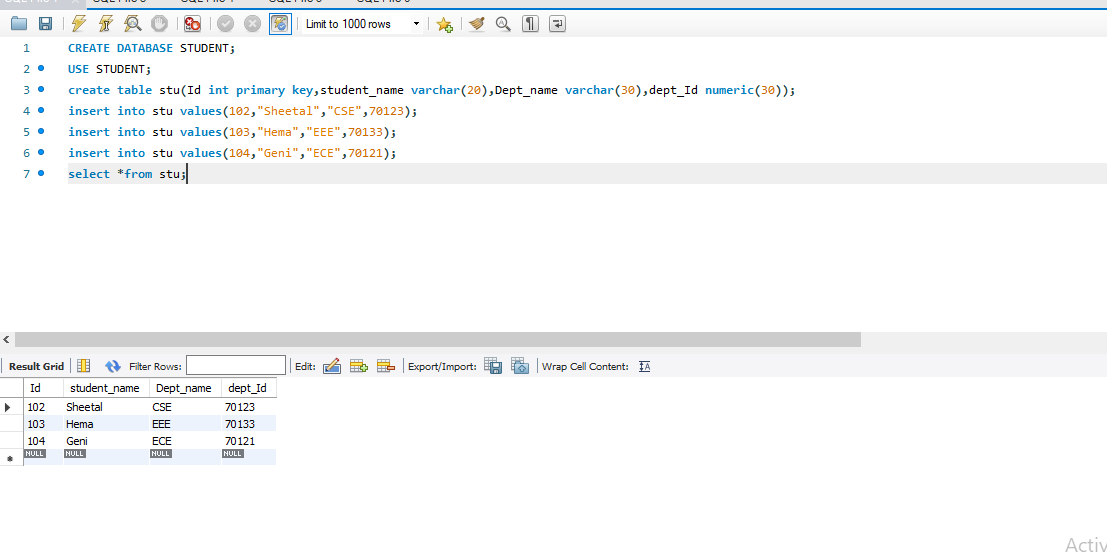 Limit to 1000 rows
1 CREATE DATABASE STUDENT;
2 USE STUDENT;
3 create table stu(Id int primary key,student_name varchar(20),Dept_name varchar(30),dept_Id numeric(30));
4 insert into stu values(102,"Sheetal","CSE",70123);
5 insert into stu values(103,"Hema","EEE",70133);
6 insert into stu values(104,"Geni","ECE",70121);
7 select *from stu;
Result Grid Filter Rows: Edit: Export/Import: Wrap Cell Content:
Id student_name Dept_name dept_Id
102 Sheetal CSE 70123
103 Hema EEE 70133
104 Geni ECE 70121
NULL NULL NULL NULL
Activ